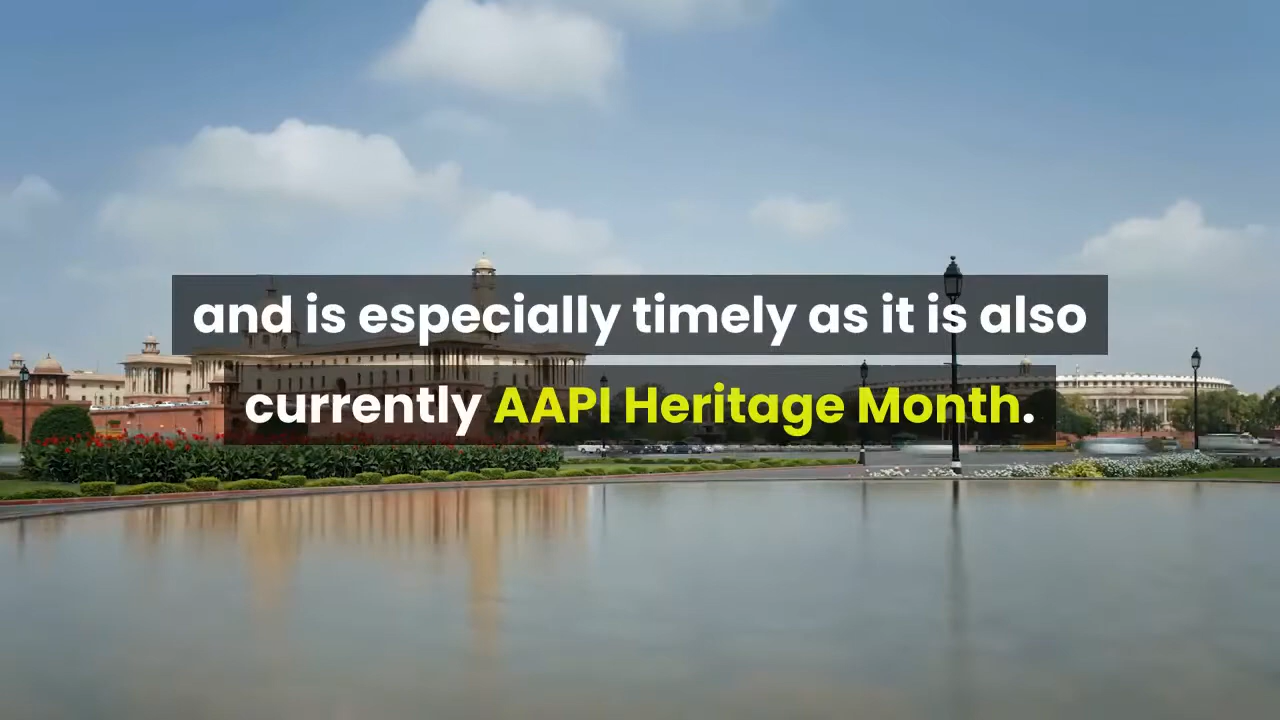 and is especially timely as it is also
currently AAPI Heritage Month.